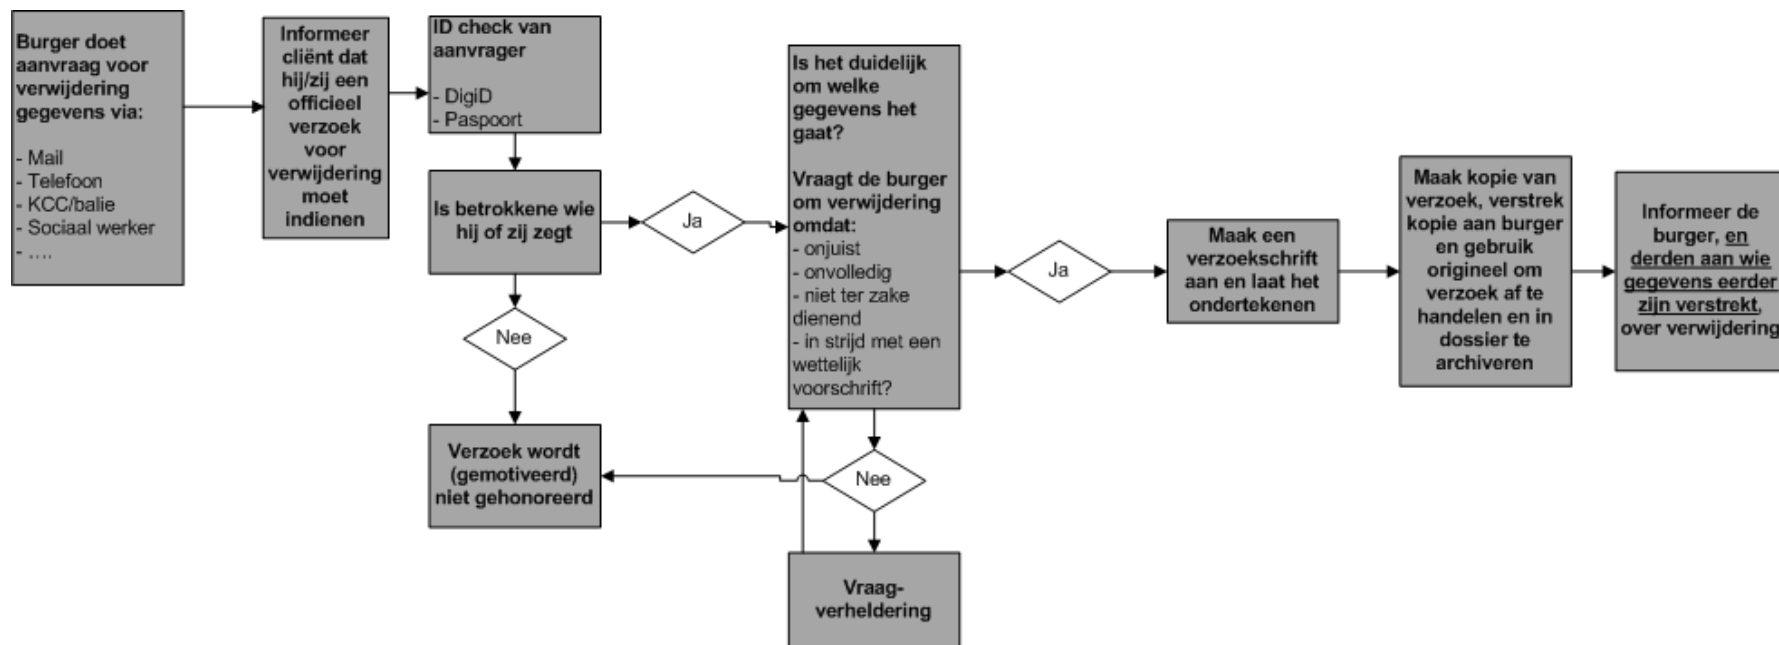 Burger doet
aanvraag voor
verwijdering
gegevens via:
- Mail
- Telefoon
- KCC/balie
- Sociaal werker
- ....
Informeer
cliënt dat
hij/zij een
officieel
verzoek
voor
verwijdering
moet
indienen
ID check van
aanvrager
- DigiD
- Paspoort
Is betrokkene wie
hij of zij zegt
Ja
Nee
Verzoek wordt
(gemotiveerd)
niet gehonoreerd
Is het duidelijk
om welke
gegevens het
gaat?
Vraagt de burger
om verwijdering
omdat:
- onjuist
- onvolledig
- niet ter zake
dienend
- in strijd met een
wettelijk
voorschrift?
Nee
Vraag-
verheldering
Ja
Maak een
verzoekschrift
aan en laat het
ondertekenen
Maak kopie van
verzoek, verstrek
kopie aan burger
en gebruik
origineel om
verzoek af te
handelen en in
dossier te
archiveren
Informeer de
burger, en
derden aan wie
gegevens eerder
zijn verstrekt,
over verwijdering